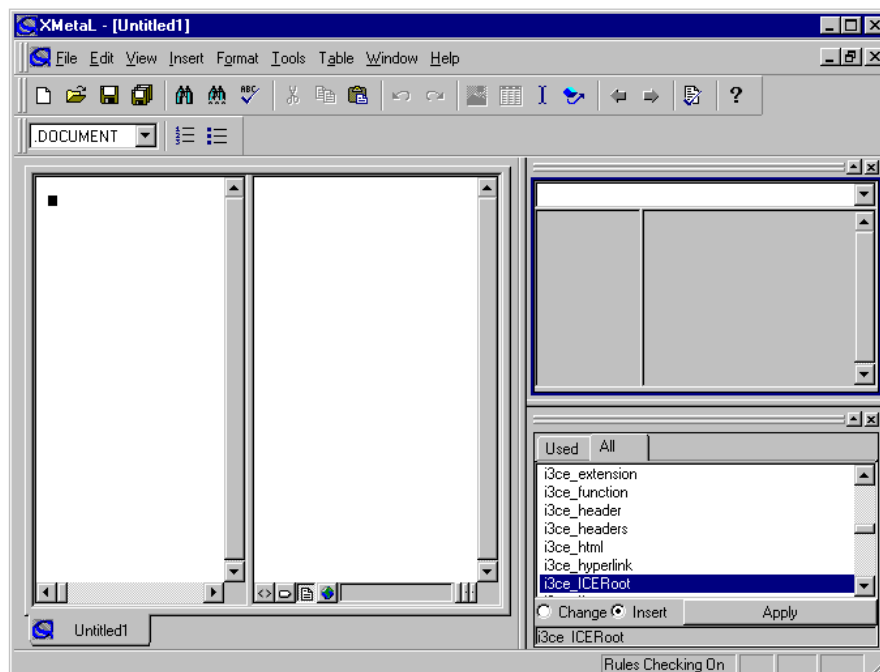 XMetaL - [Untitled1]
File Edit View Insert Format Tools Table Window Help
ABC
?
.DOCUMENT
Used All
i3ce_extension
i3ce_function
i3ce_header
i3ce_headers
i3ce_html
i3ce_hyperlink
i3ce_ICERoot
Change Insert Apply
i3ce_ICERoot
Untitled1
Rules Checking On